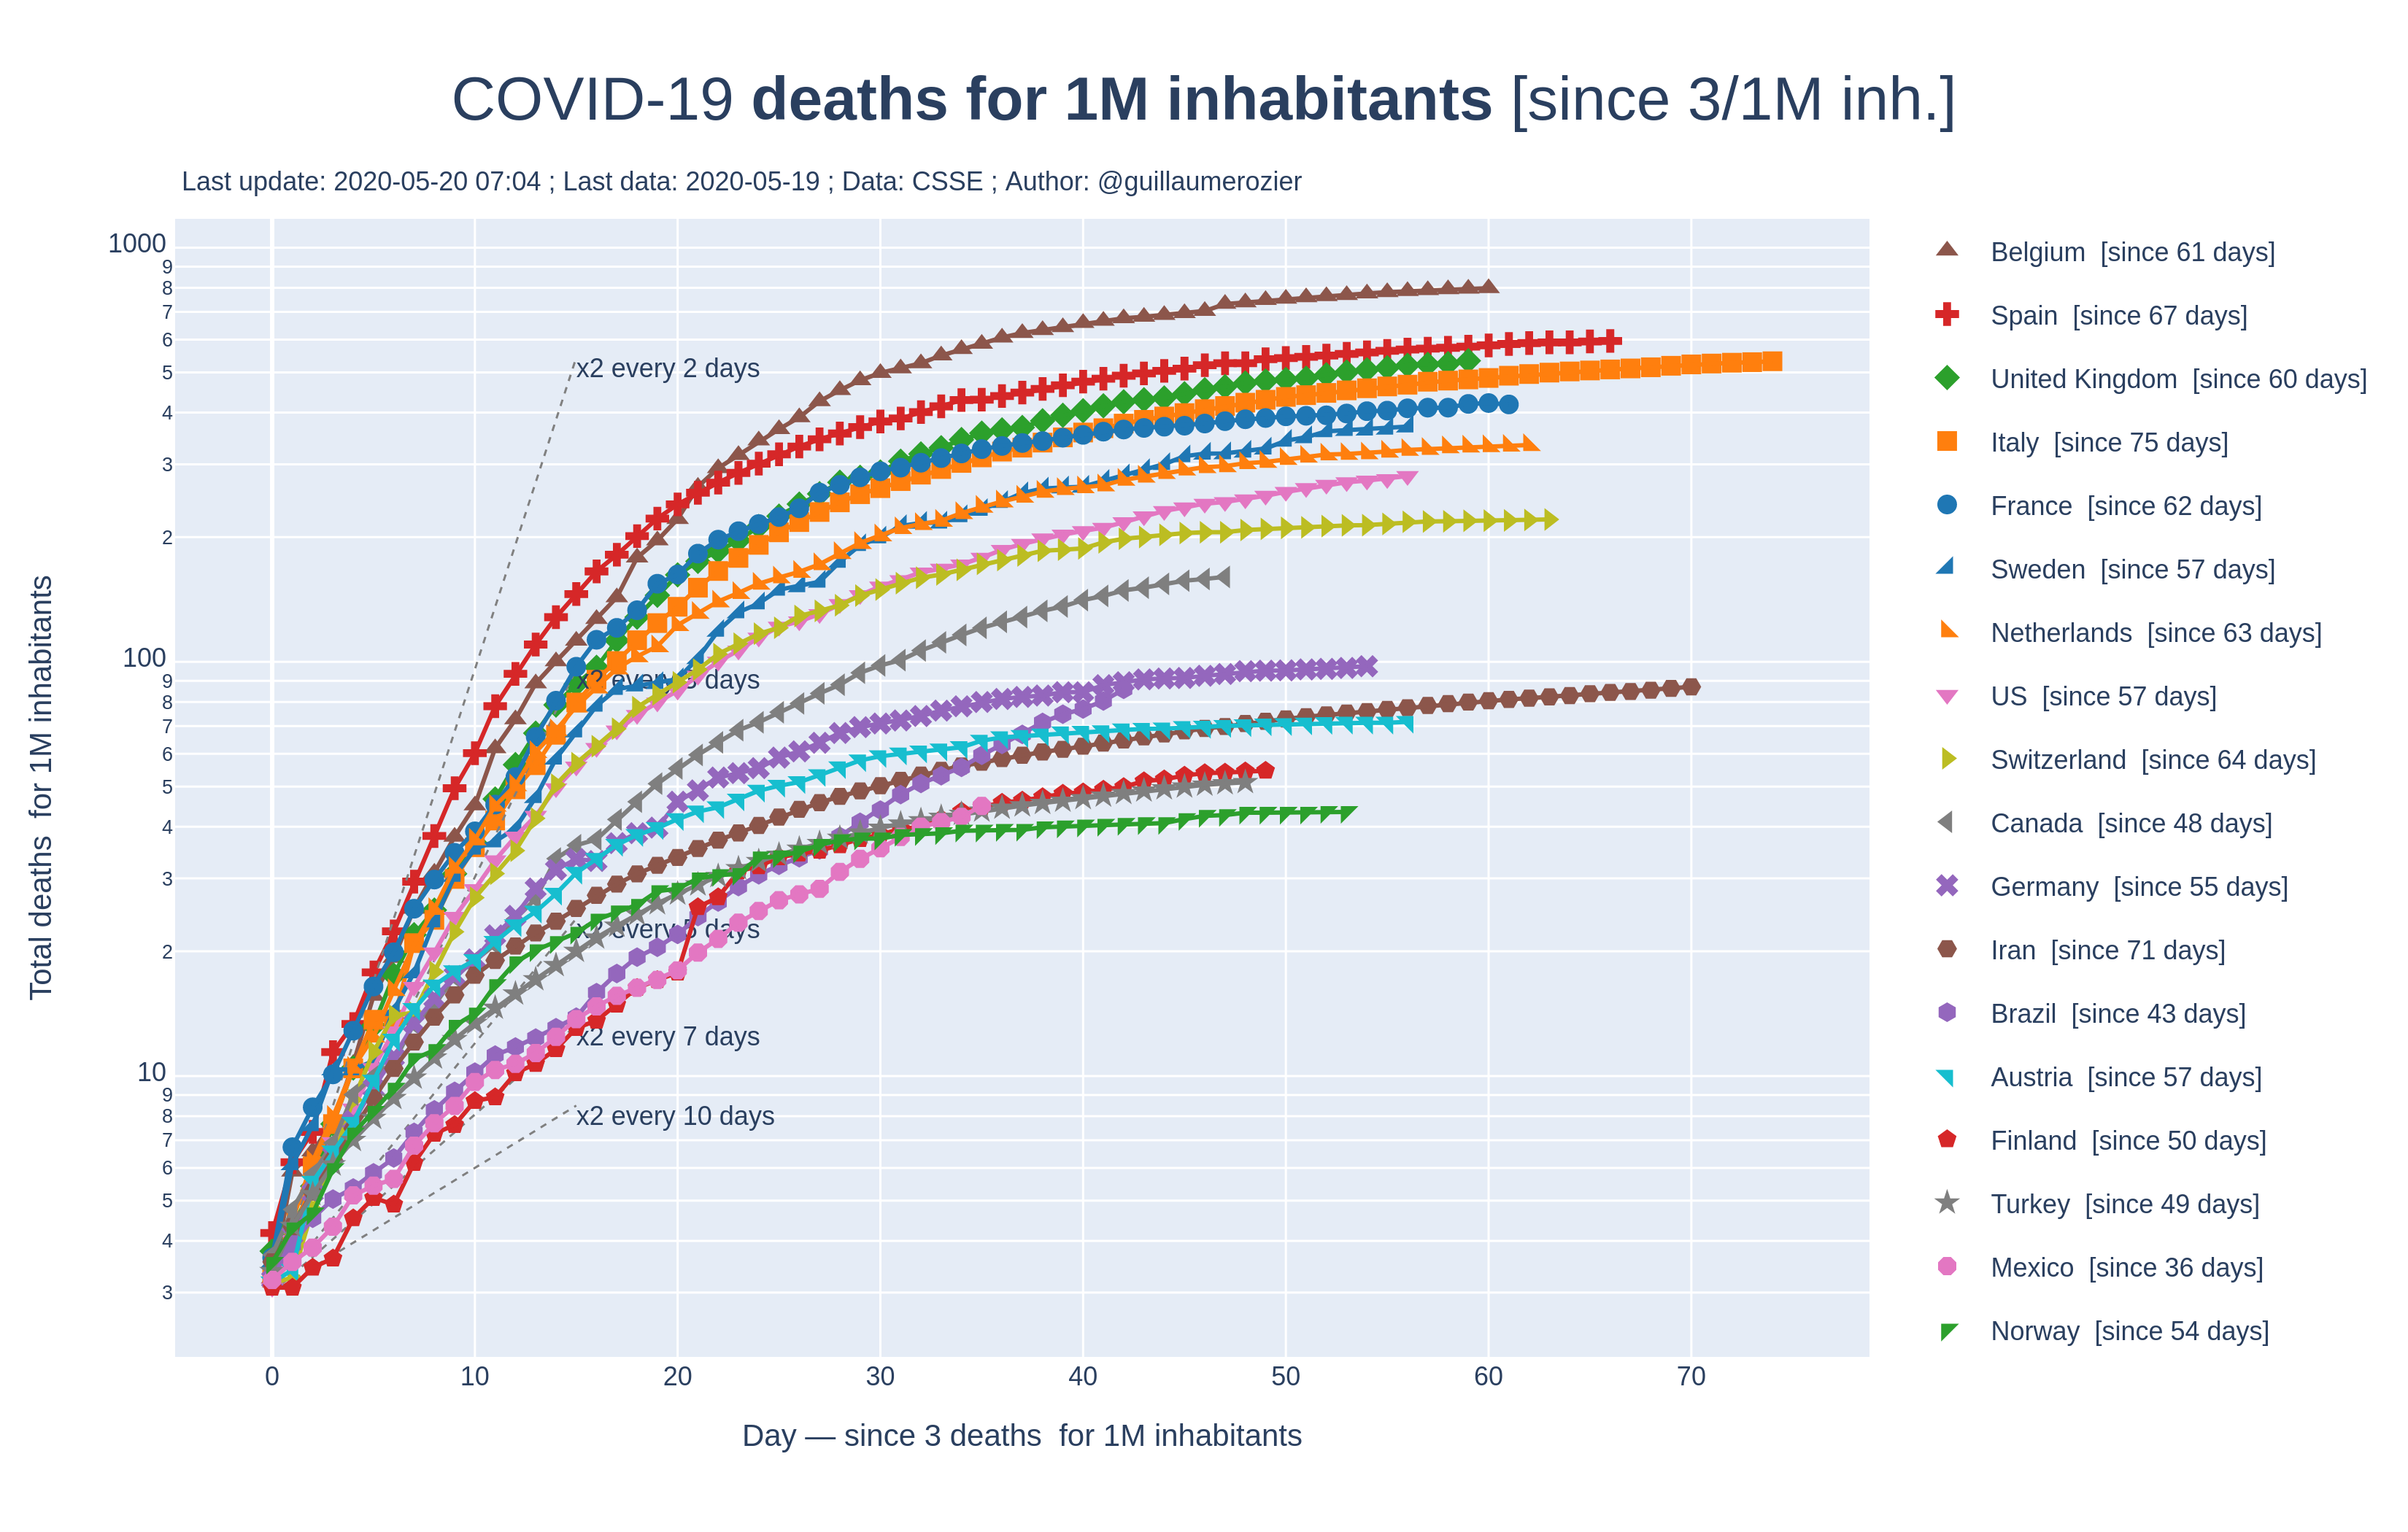 COVID-19 deaths for 1M inhabitants [since 3/1M inh.]
Last update: 2020-05-20 07:04 ; Last data: 2020-05-19 ; Data: CSSE ; Author: @guillaumerozier
Total deaths  for 1M inhabitants
1000
9
8
7
6
5
4
3
2
100
9
8
7
6
5
4
3
2
10
9
8
7
6
5
4
3
x2 every 2 days
x2 every 3 days
x2 every 5 days
x2 every 7 days
x2 every 10 days
0 10 20 30 40 50 60 70
Day — since 3 deaths  for 1M inhabitants
Belgium  [since 61 days]
Spain  [since 67 days]
United Kingdom  [since 60 days]
Italy  [since 75 days]
France  [since 62 days]
Sweden  [since 57 days]
Netherlands  [since 63 days]
US  [since 57 days]
Switzerland  [since 64 days]
Canada  [since 48 days]
Germany  [since 55 days]
Iran  [since 71 days]
Brazil  [since 43 days]
Austria  [since 57 days]
Finland  [since 50 days]
Turkey  [since 49 days]
Mexico  [since 36 days]
Norway  [since 54 days]